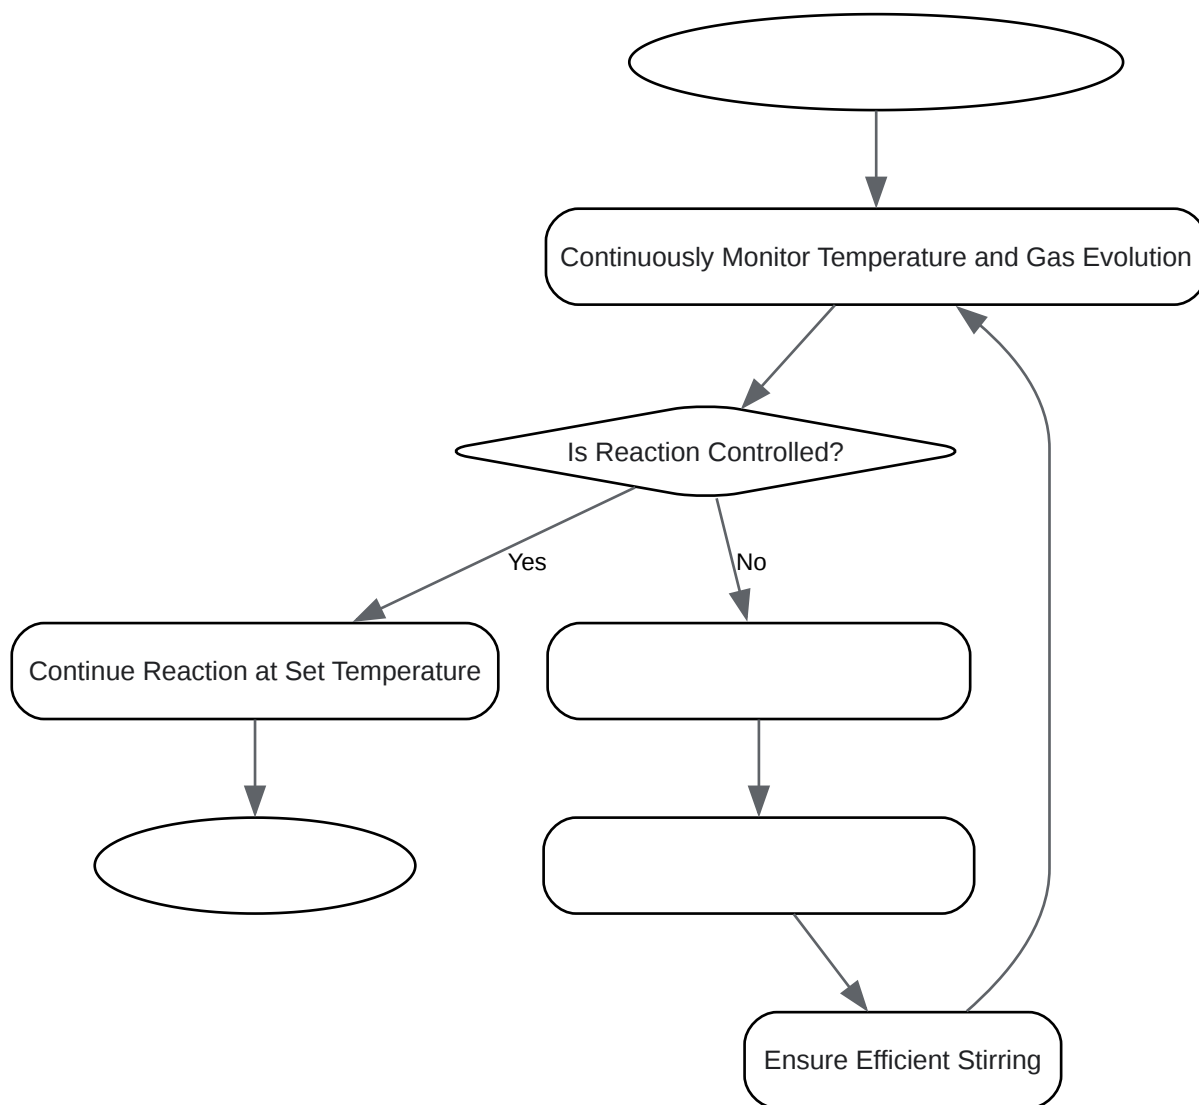 Continuously Monitor Temperature and Gas Evolution
Is Reaction Controlled?
Yes
No
Continue Reaction at Set Temperature
Ensure Efficient Stirring